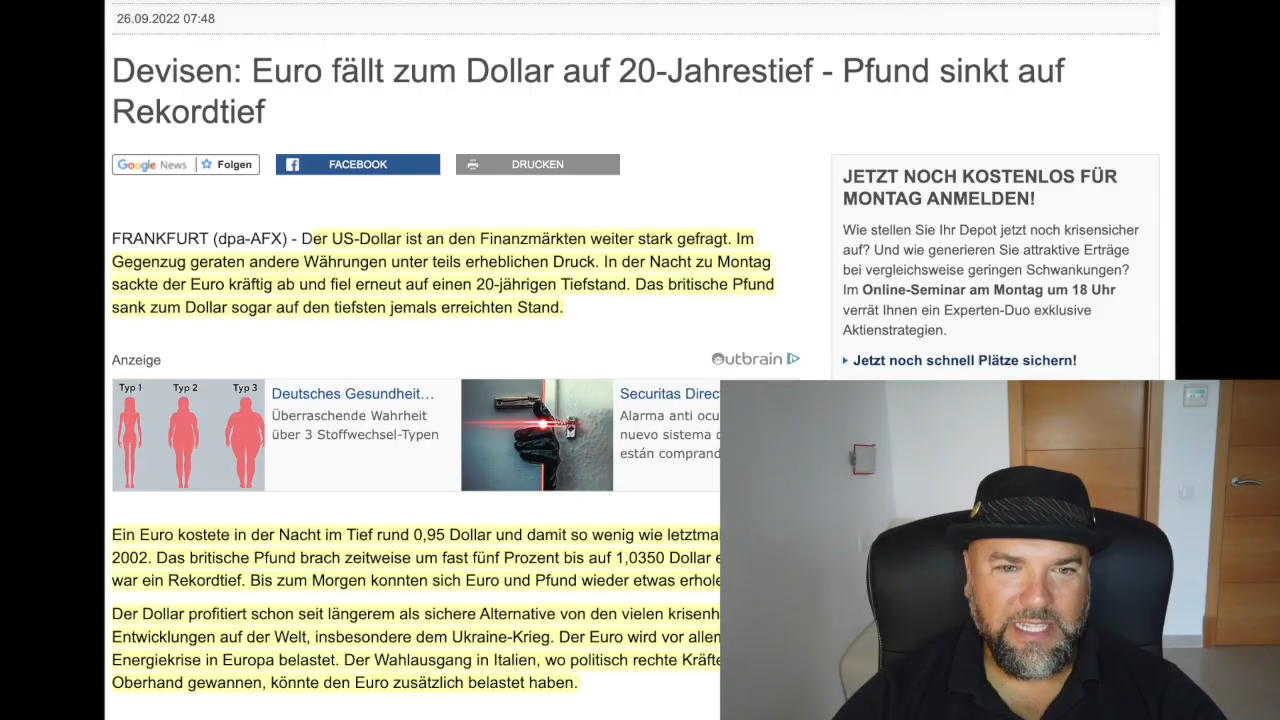 26.09.2022 07:48
Devisen: Euro fällt zum Dollar auf 20-Jahrestief - Pfund sinkt auf
Rekordtief
Google News | Folgen
FACEBOOK
DRUCKEN
FRANKFURT (dpa-AFX) - Der US-Dollar ist an den Finanzmärkten weiter stark gefragt. Im
Gegenzug geraten andere Währungen unter teils erheblichen Druck. In der Nacht zu Montag
sackte der Euro kräftig ab und fiel erneut auf einen 20-jährigen Tiefstand. Das britische Pfund
sank zum Dollar sogar auf den tiefsten jemals erreichten Stand.
JETZT NOCH KOSTENLOS FÜR
MONTAG ANMELDEN!
Wie stellen Sie Ihr Depot jetzt noch krisensicher
auf? Und wie generieren Sie attraktive Erträge
bei vergleichsweise geringen Schwankungen?
Im Online-Seminar am Montag um 18 Uhr
verrät Ihnen ein Experten-Duo exklusive
Aktienstrategien.
Jetzt noch schnell Plätze sichern!
Anzeige
Outbrain
Typ 1 Typ 2 Typ 3
Deutsches Gesundheit...
Überraschende Wahrheit
über 3 Stoffwechsel-Typen
Securitas Direc
Alarma anti ocu
nuevo sistema
están comprand
Ein Euro kostete in der Nacht im Tief rund 0,95 Dollar und damit so wenig wie letztma
2002. Das britische Pfund brach zeitweise um fast fünf Prozent bis auf 1,0350 Dollar e
war ein Rekordtief. Bis zum Morgen konnten sich Euro und Pfund wieder etwas erhole
Der Dollar profitiert schon seit längerem als sichere Alternative von den vielen krisenh
Entwicklungen auf der Welt, insbesondere dem Ukraine-Krieg. Der Euro wird vor allem
Energiekrise in Europa belastet. Der Wahlausgang in Italien, wo politisch rechte Kräfte
Oberhand gewannen, könnte den Euro zusätzlich belastet haben.